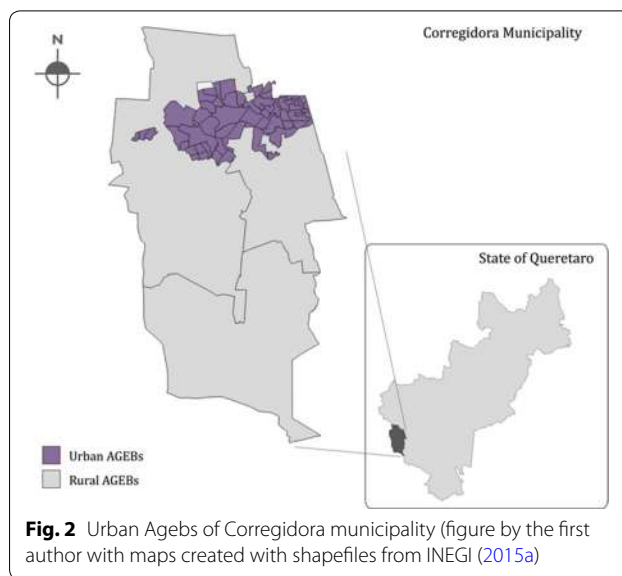 N
Corregidora Municipality
State of Queretaro
Urban AGEBs
Rural AGEBs
Fig. 2 Urban Agebs of Corregidora municipality (figure by the first
author with maps created with shapefiles from INEGI (2015a)